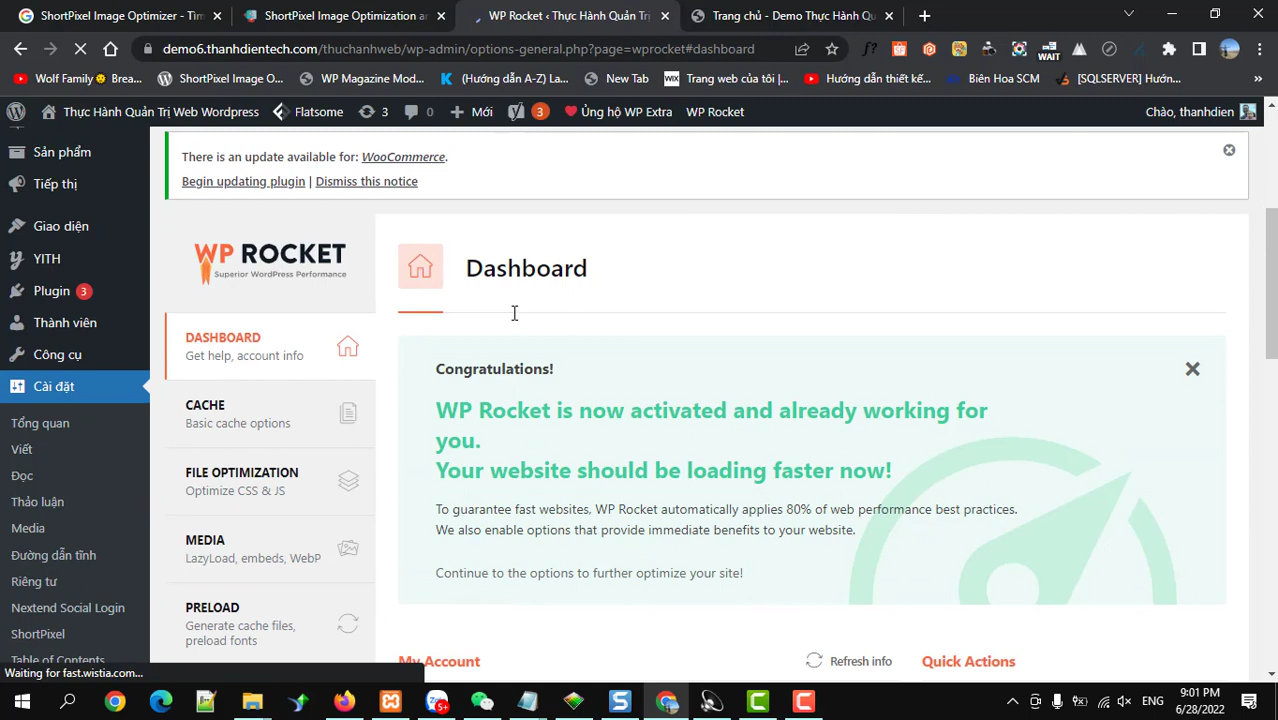 ShortPixel Image Optimizer - Tìm
ShortPixel Image Optimization an
WP Rocket ‹ Thực Hành Quản Trị
Trang chủ - Demo Thực Hành Qu
demo6.thanhdientech.com/thuchanhweb/wp-admin/options-general.php?page=wprocket#dashboard
WAIT
Wolf Family Brea...
ShortPixel Image O...
WP Magazine Mod...
(Hướng dẫn A-Z) La...
New Tab
WIX
Trang web của tôi |...
Hướng dẫn thiết kế...
Biên Hoa SCM
[SQLSERVER] Hướn...
Thực Hành Quản Trị Web Wordpress
Flatsome
3
0
Mới
3
Ủng hộ WP Extra
WP Rocket
Chào, thanhdien
Sản phẩm
Tiếp thị
Giao diện
YITH
Plugin 3
Thành viên
Công cụ
Cài đặt
Tổng quan
Viết
Đọc
Thảo luận
Media
Đường dẫn tĩnh
Riêng tư
Nextend Social Login
ShortPixel
Table of Contents
There is an update available for: WooCommerce.
Begin updating plugin | Dismiss this notice
WP ROCKET
Superior WordPress Performance
DASHBOARD
Get help, account info
CACHE
Basic cache options
FILE OPTIMIZATION
Optimize CSS & JS
MEDIA
LazyLoad, embeds, WebP
PRELOAD
Generate cache files,
preload fonts
Dashboard
Congratulations!
WP Rocket is now activated and already working for
you.
Your website should be loading faster now!
To guarantee fast websites, WP Rocket automatically applies 80% of web performance best practices.
We also enable options that provide immediate benefits to your website.
Continue to the options to further optimize your site!
My Account
Refresh info
Quick Actions
Waiting for fast.wistia.com...
5+
ENG
9:01 PM
6/28/2022